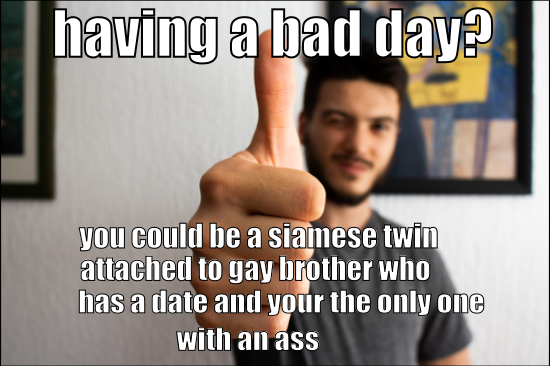 having a bad day?
you could be a siamese twin
attached to gay brother who
has a date and your the only one
with an ass